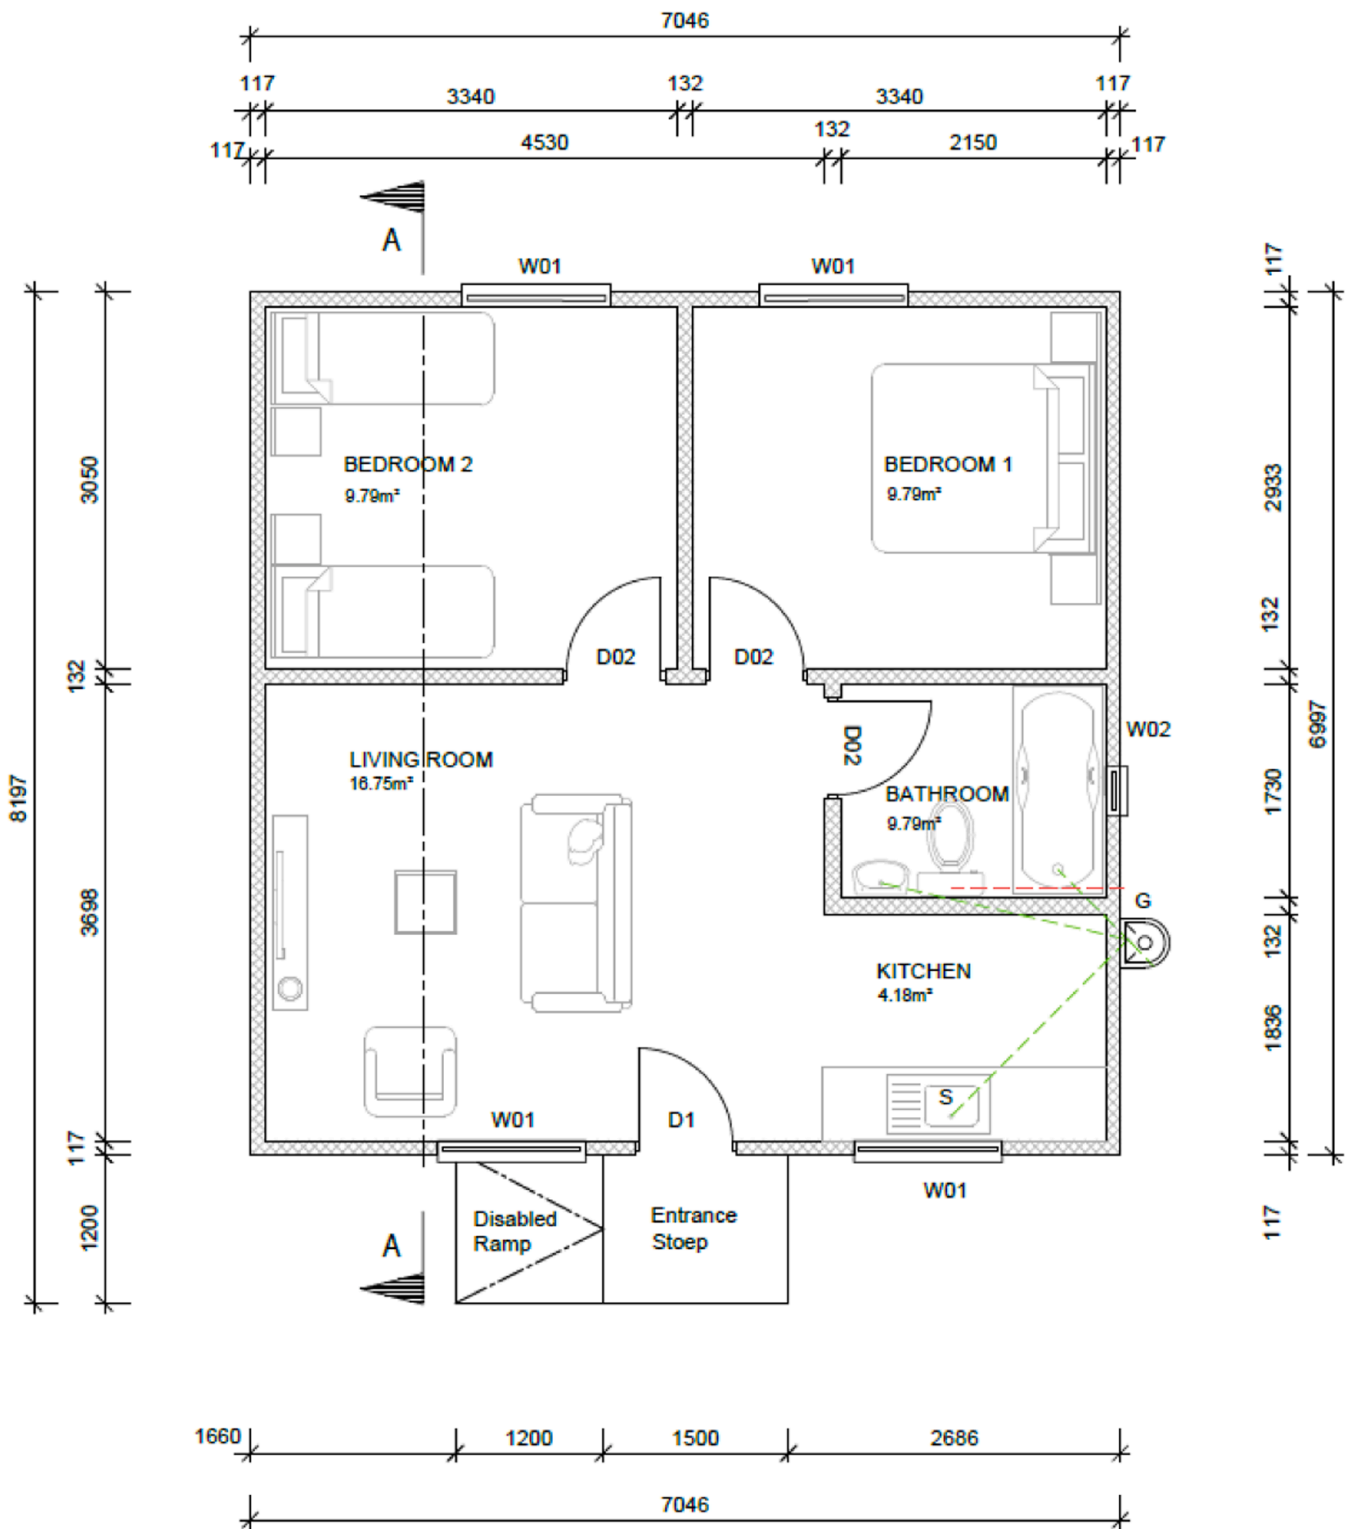 7046
117
3340
132
3340
117
117
4530
132
2150
117
A
W01
W01
117
BEDROOM 2
9.79m²
BEDROOM 1
9.79m²
3050
2933
132
D02
D02
132
LIVING ROOM
16.75m²
D02
W02
BATHROOM
9.79m²
8197
6997
1730
3698
G
132
KITCHEN
4.18m²
1836
S
W01
D1
117
W01
Disabled
Ramp
Entrance
Stoep
1200
117
A
1660
1200
1500
2686
7046